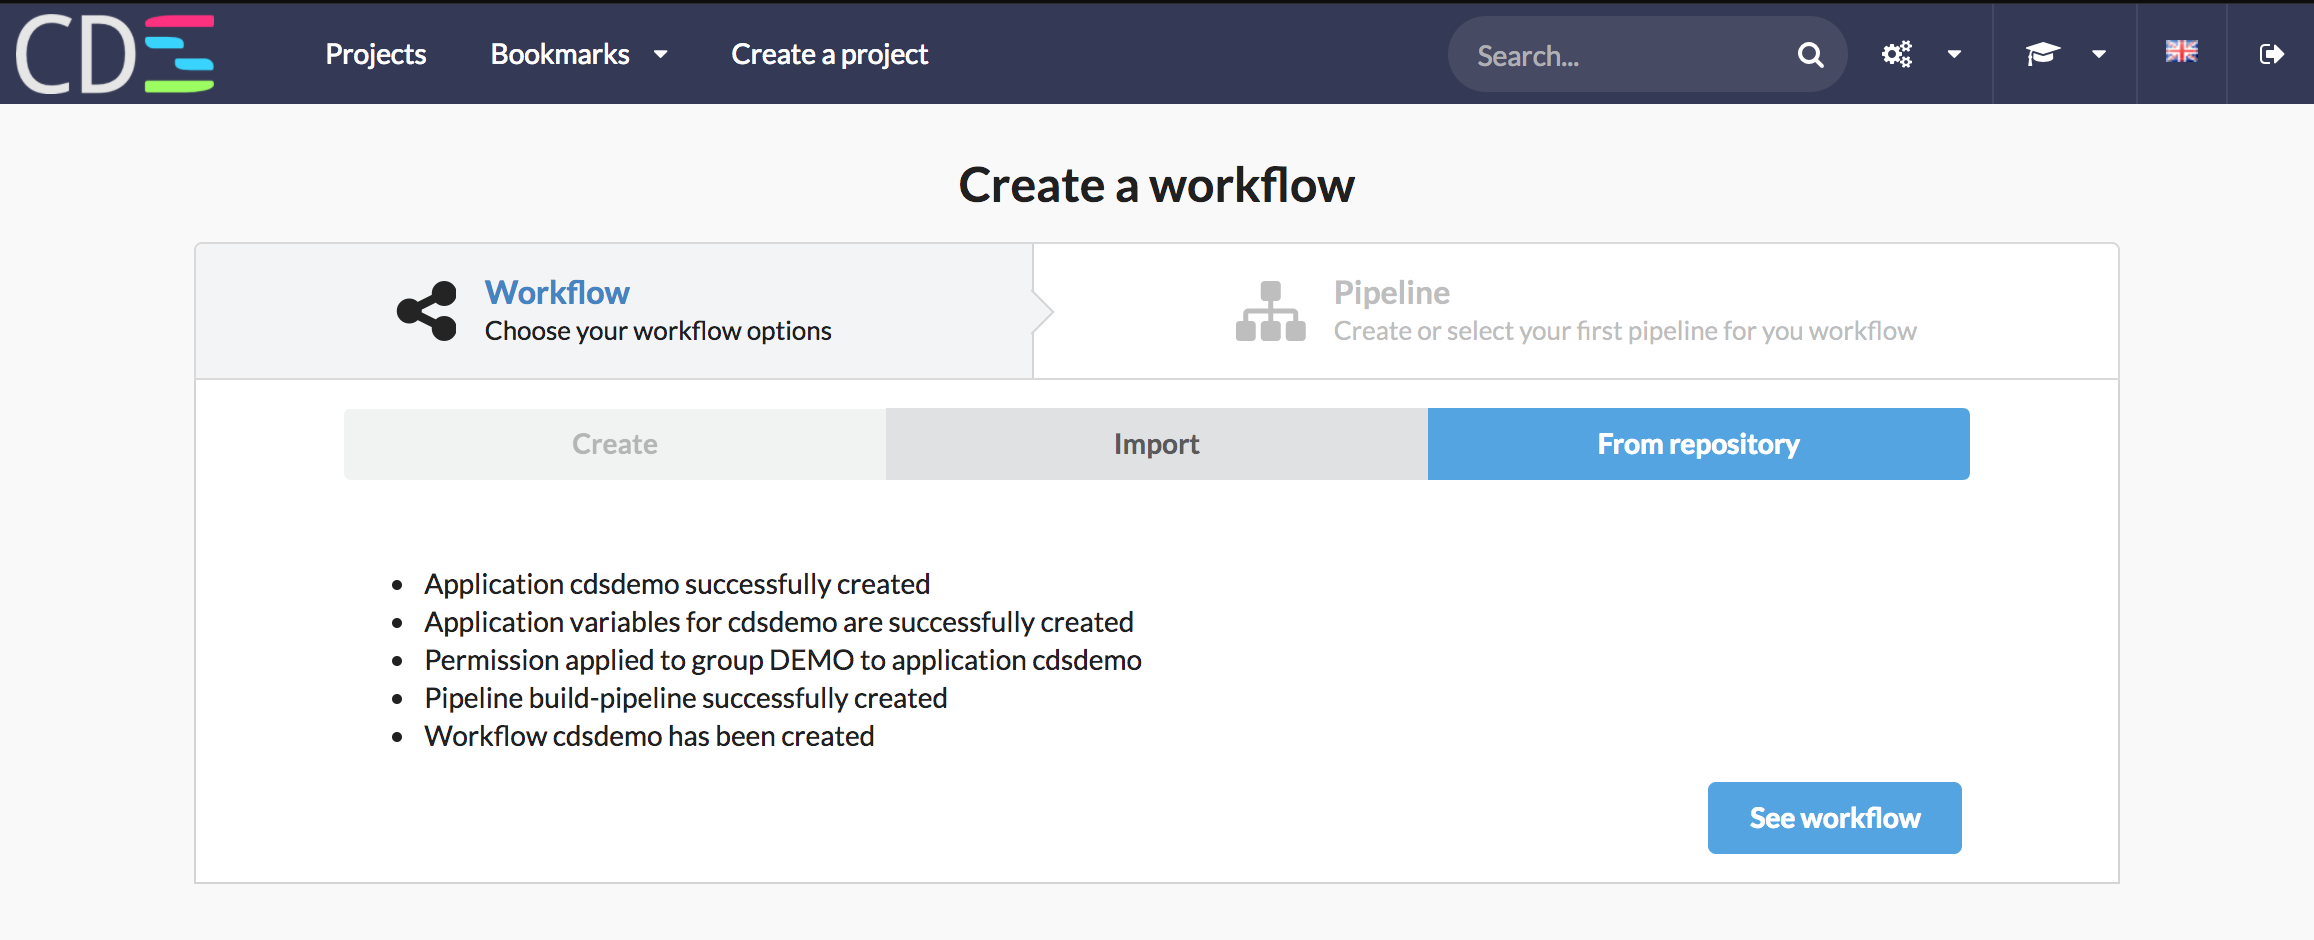 CDS
Projects
Bookmarks
Create a project
Search...
Create a workflow
Workflow
Choose your workflow options
Pipeline
Create or select your first pipeline for you workflow
Create
Import
From repository
• Application cdsdemo successfully created
• Application variables for cdsdemo are successfully created
• Permission applied to group DEMO to application cdsdemo
• Pipeline build-pipeline successfully created
• Workflow cdsdemo has been created
See workflow